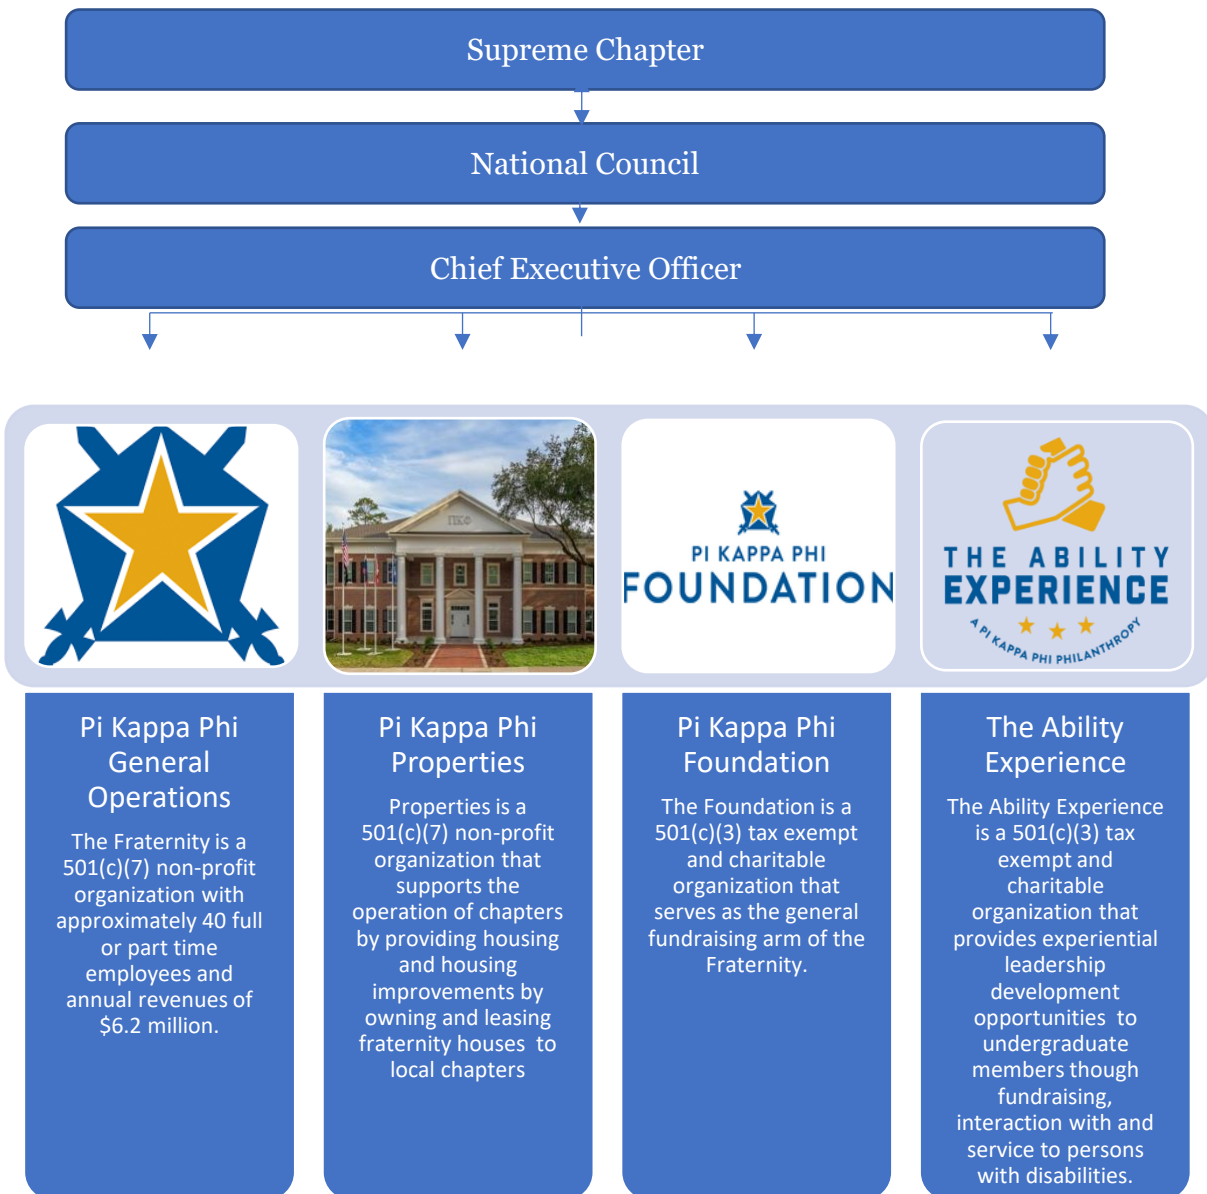 Supreme Chapter
National Council
Chief Executive Officer
ΠΚΦ
PI KAPPA PHI
FOUNDATION
THE ABILITY
EXPERIENCE
A PI KAPPA PHI PHILANTHROPY
Pi Kappa Phi
General
Operations
The Fraternity is a
501(c)(7) non-profit
organization with
approximately 40 full
or part time
employees and
annual revenues of
$6.2 million.
Pi Kappa Phi
Properties
Properties is a
501(c)(7) non-profit
organization that
supports the
operation of chapters
by providing housing
and housing
improvements by
owning and leasing
fraternity houses to
local chapters
Pi Kappa Phi
Foundation
The Foundation is a
501(c)(3) tax exempt
and charitable
organization that
serves as the general
fundraising arm of the
Fraternity.
The Ability
Experience
The Ability Experience
is a 501(c)(3) tax
exempt and
charitable
organization that
provides experiential
leadership
development
opportunities to
undergraduate
members though
fundraising,
interaction with and
service to persons
with disabilities.